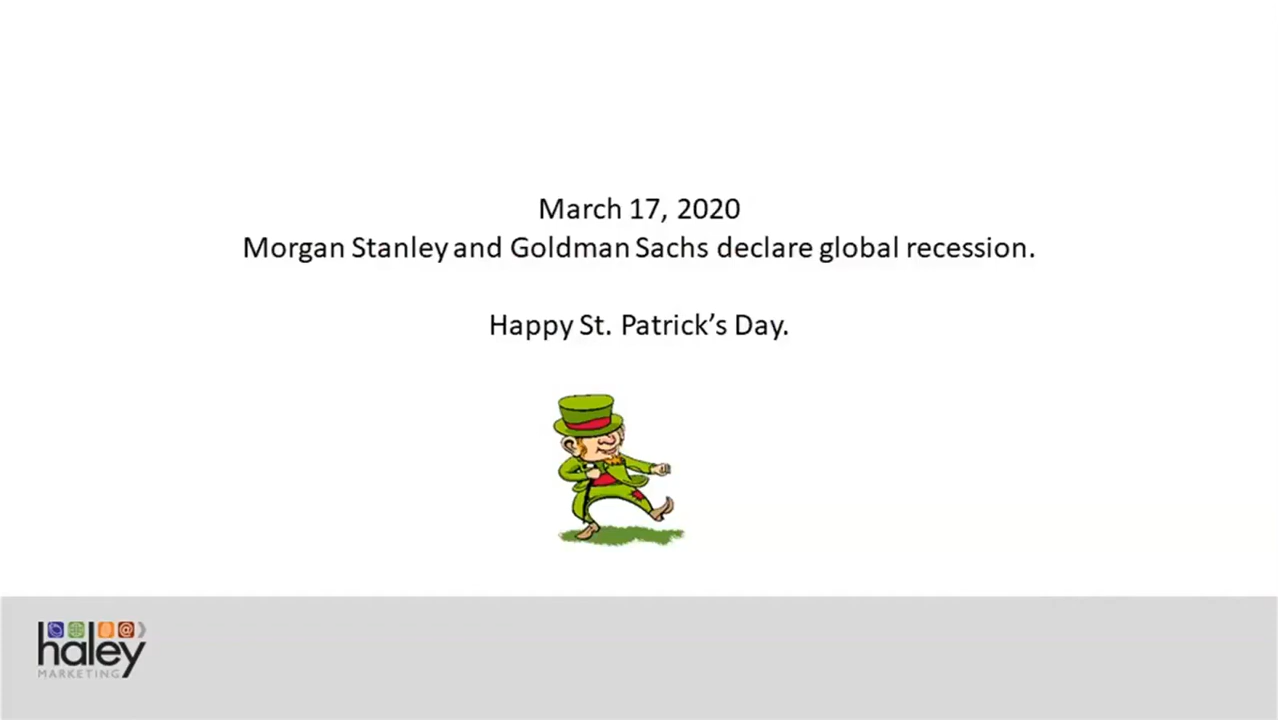 March 17, 2020
Morgan Stanley and Goldman Sachs declare global recession.
Happy St. Patrick’s Day.
haley
MARKETING